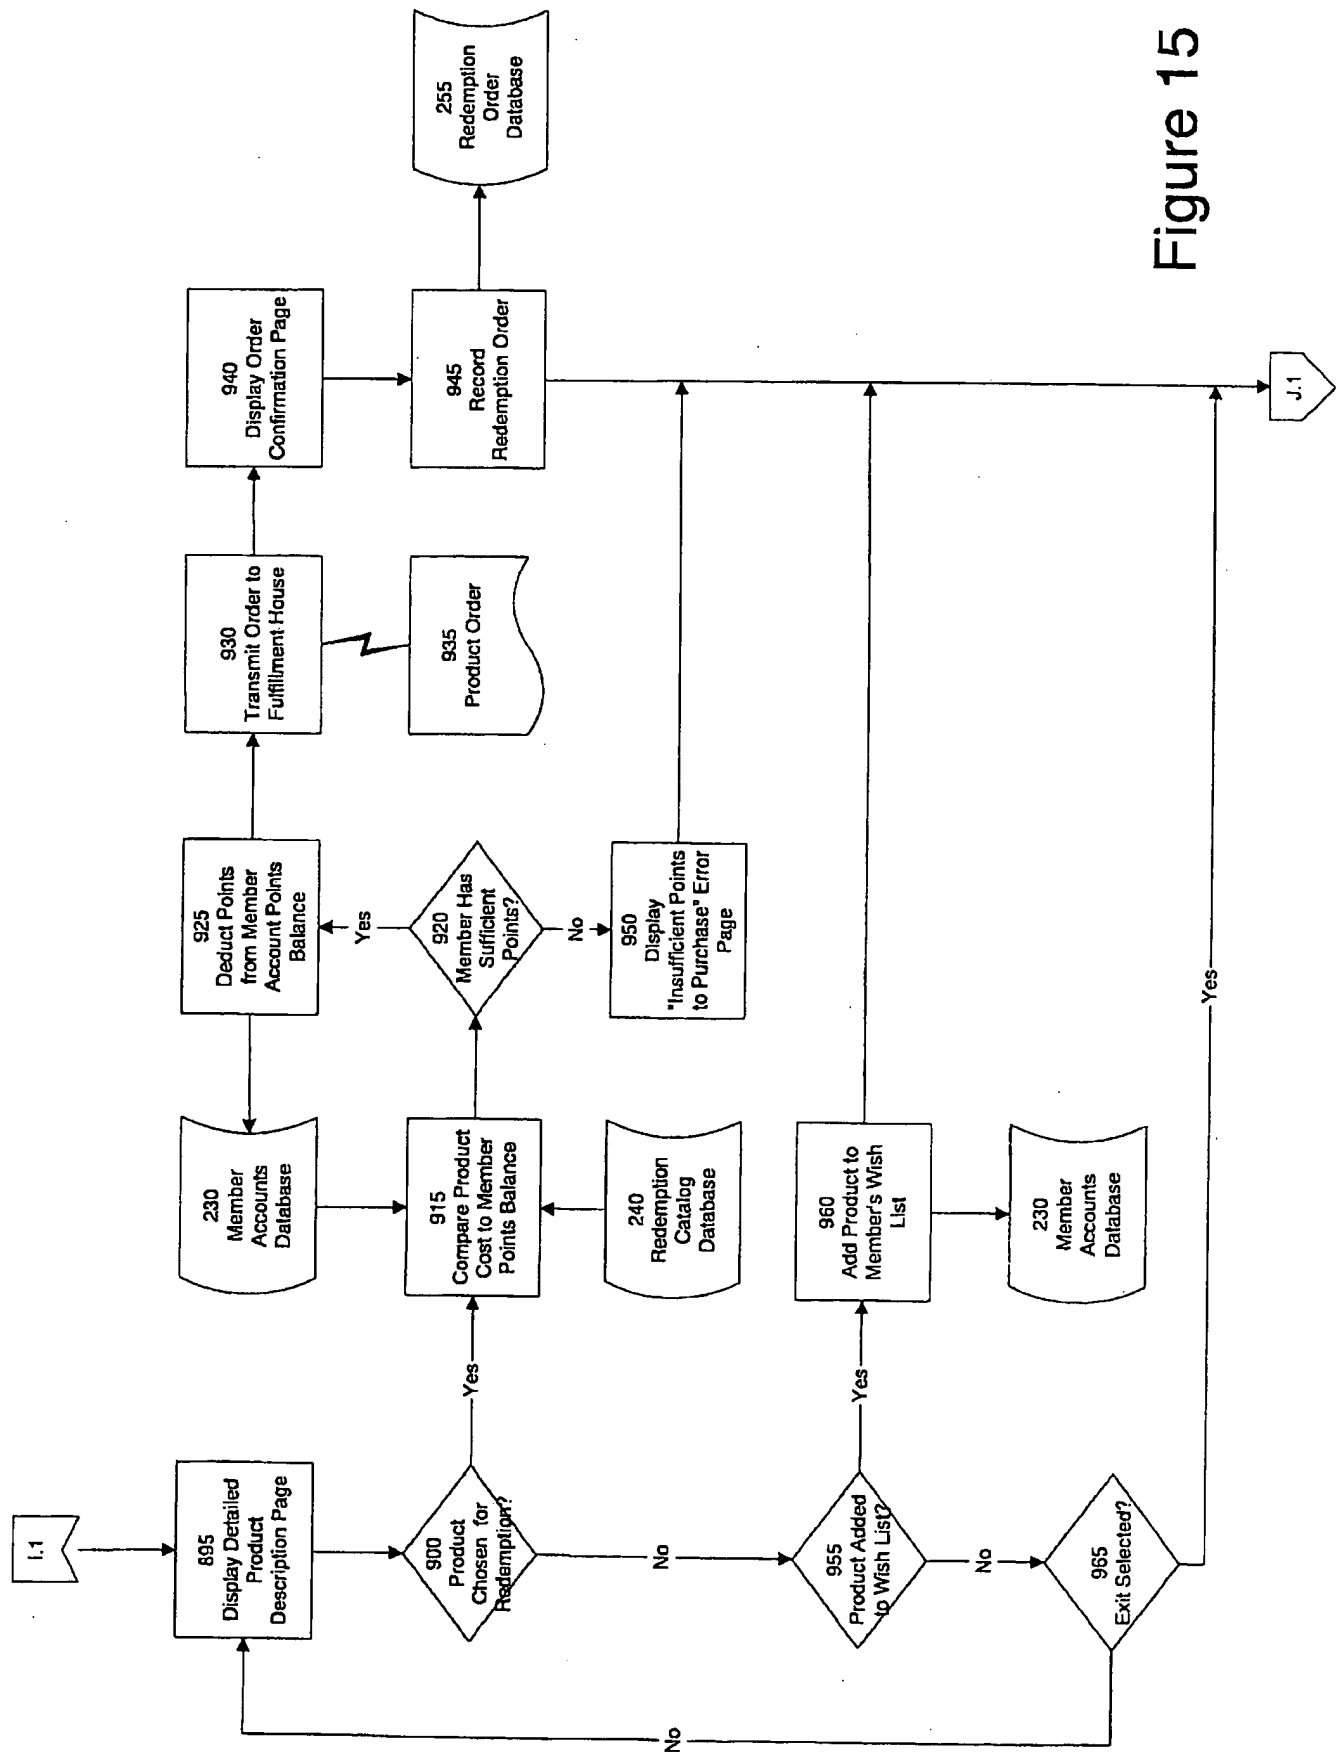 I.1
895
Display Detailed
Product
Description Page
900
Product
Chosen for
Redemption?
Yes
No
230
Member
Accounts
Database
915
Compare Product
Cost to Member
Points Balance
240
Redemption
Catalog
Database
925
Deduct Points
from Member
Account Points
Balance
Yes
920
Member Has
Sufficient
Points?
No
950
Display
"Insufficient Points
to Purchase" Error
Page
930
Transmit Order to
Fulfillment House
935
Product Order
940
Display Order
Confirmation Page
945
Record
Redemption Order
255
Redemption
Order
Database
955
Product Added
to Wish List?
Yes
No
960
Add Product to
Member's Wish
List
230
Member
Accounts
Database
965
Exit Selected?
No
Yes
J.1
Figure 15